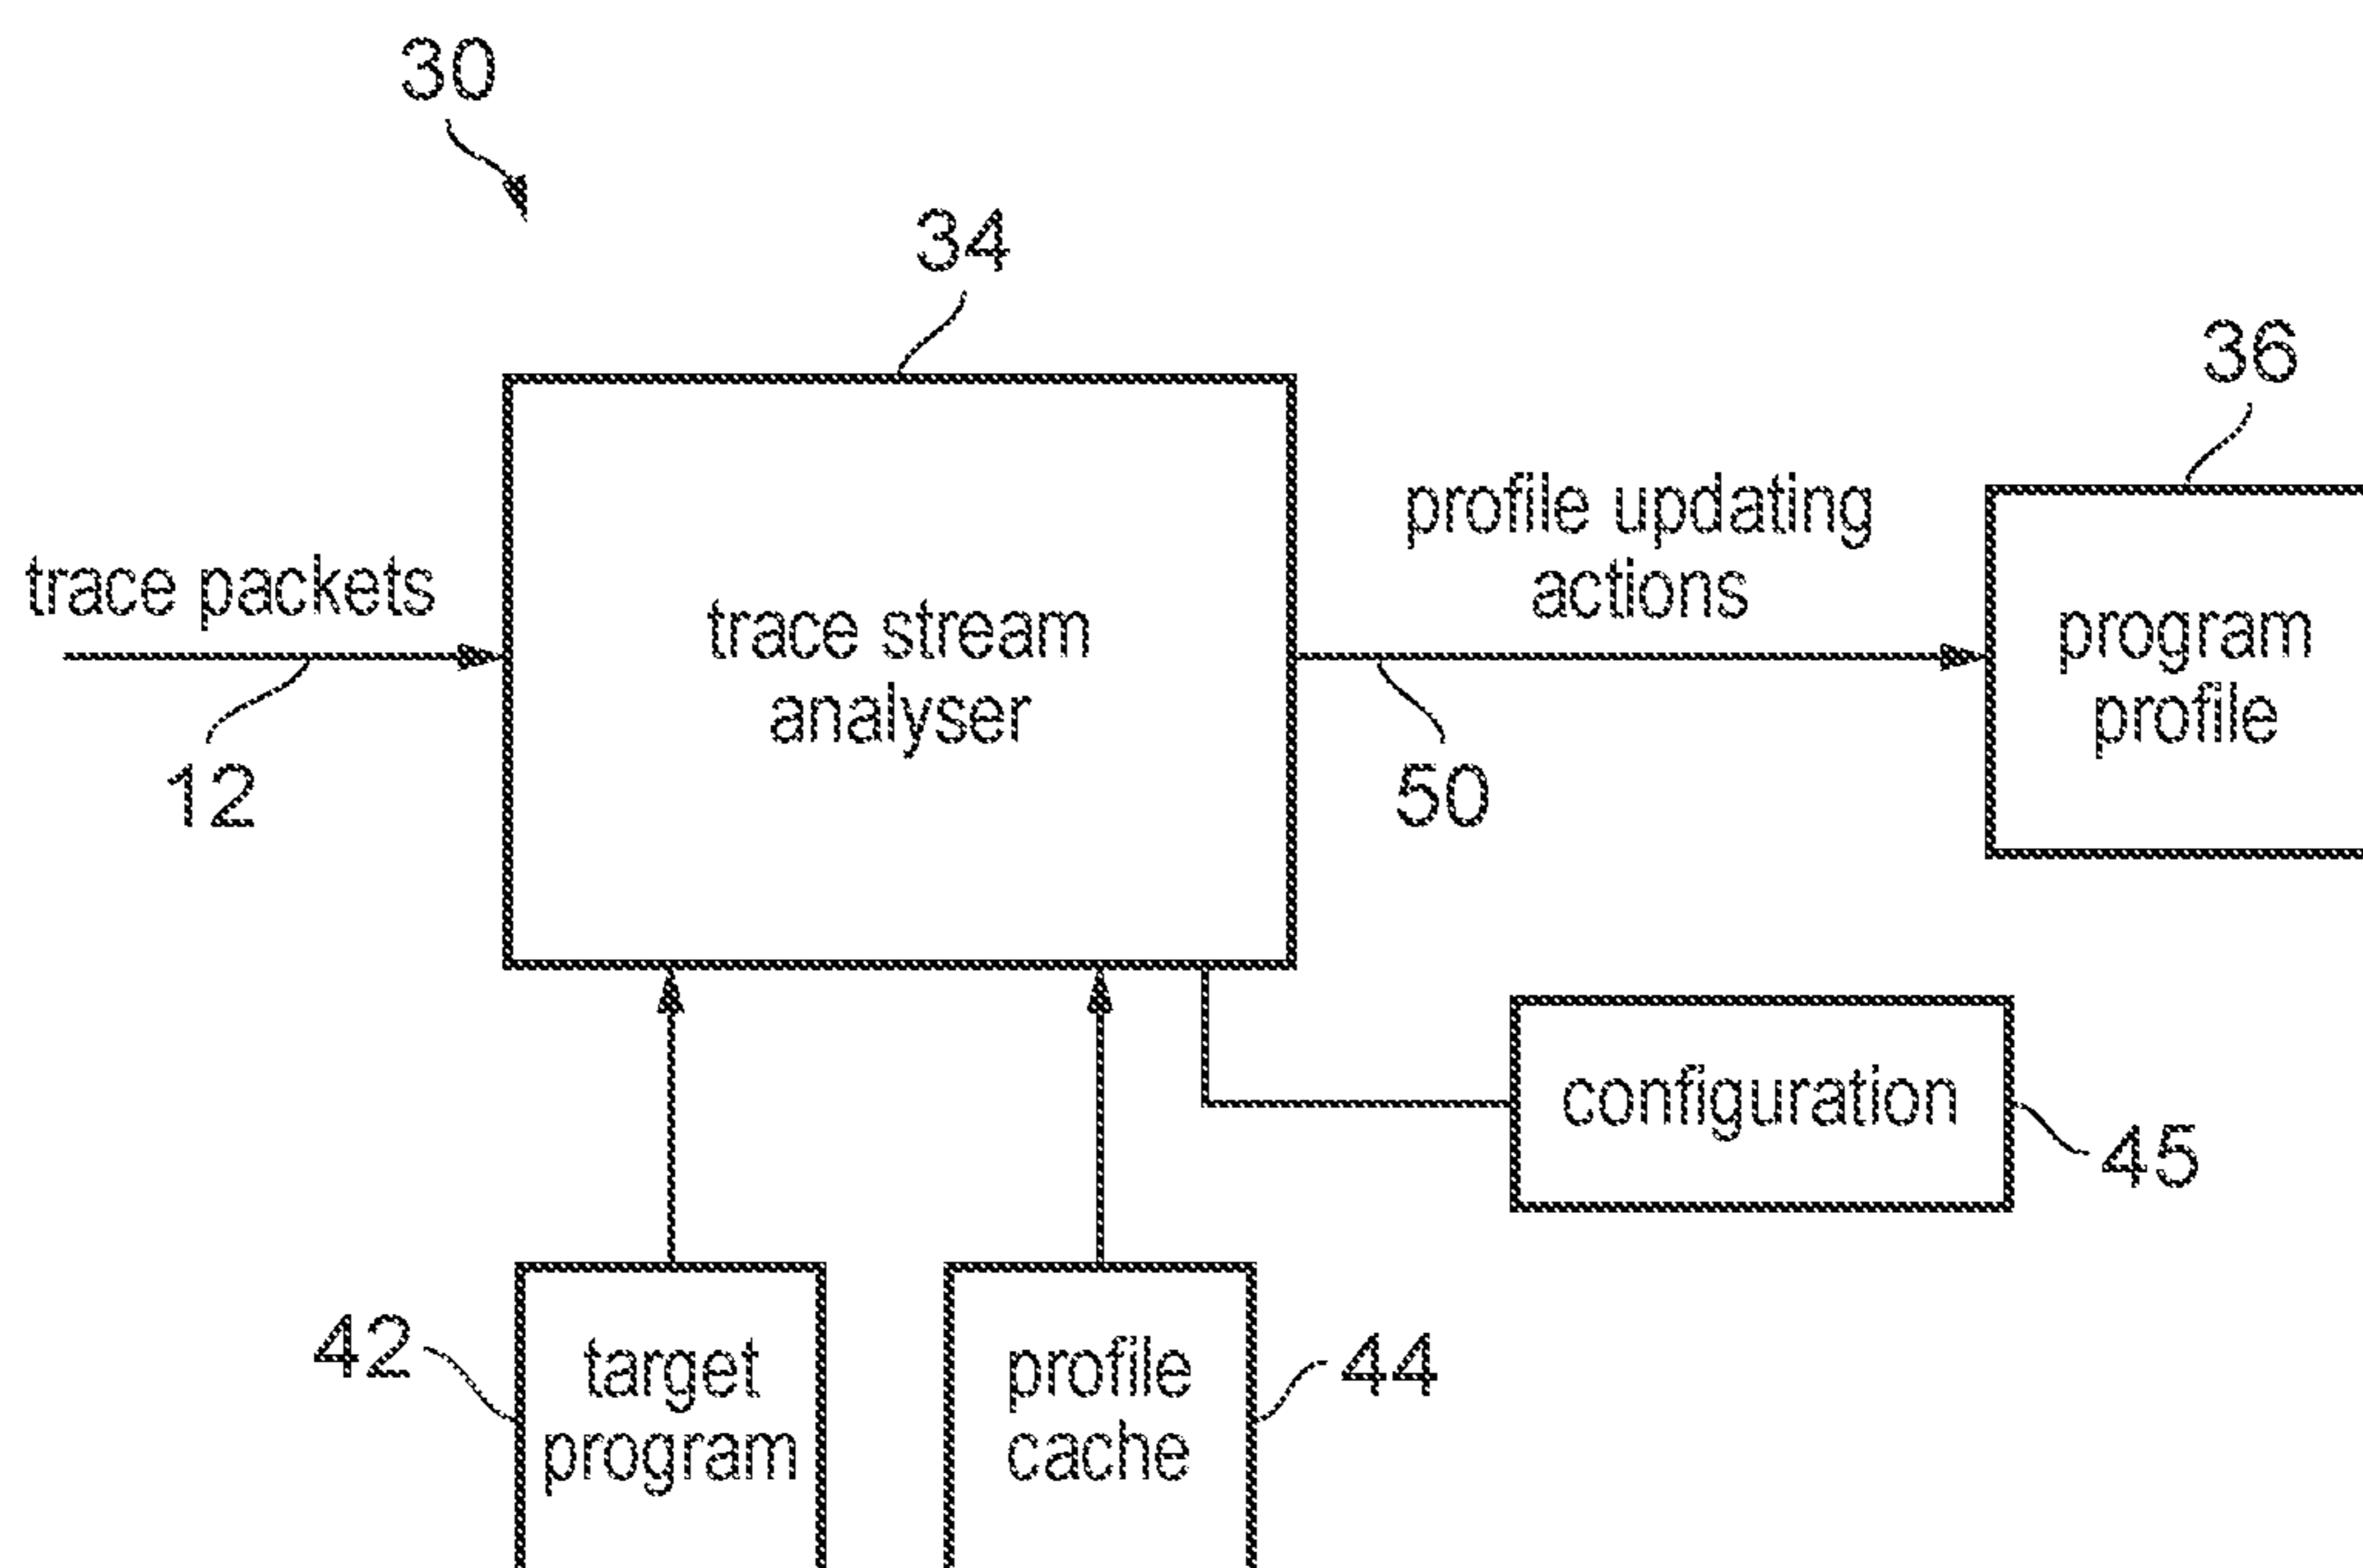 30
34
36
trace packets
12
trace stream
analyser
profile updating
actions
50
program
profile
configuration
45
42
target
program
profile
cache
44